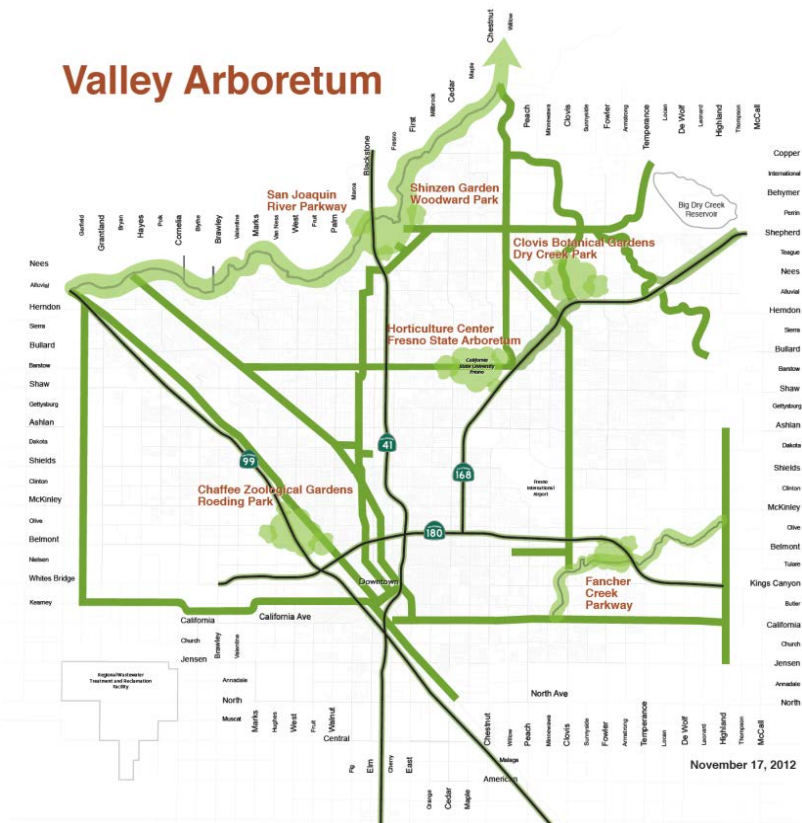 Valley Arboretum
Chestnut
Willow
Maple
Cedar
Millbrook
First
Fresno
Blackstone
Marks
Palm
Fruit
West
Van Ness
Marks
Valentine
Brawley
Blythe
Cornelia
Polk
Hayes
Bryan
Grantland
Garfield
Peach
Minnewawa
Clovis
Sunnyside
Fowler
Armstrong
Temperance
Locan
De Wolf
Leonard
Highland
Thompson
McCall
San Joaquin
River Parkway
Shinzen Garden
Woodward Park
Clovis Botanical Gardens
Dry Creek Park
Big Dry Creek
Reservoir
Horticulture Center
Fresno State Arboretum
California
State University
Fresno
Chaffee Zoological Gardens
Roeding Park
Fresno
International
Airport
Fancher
Creek
Parkway
Downtown
99
41
168
180
Nees
Alluvial
Herndon
Sierra
Bullard
Barstow
Shaw
Gettysburg
Ashlan
Dakota
Shields
Clinton
McKinley
Olive
Belmont
Nielsen
Whites Bridge
Kearney
Copper
International
Behymer
Perrin
Shepherd
Teague
Nees
Alluvial
Herndon
Sierra
Bullard
Barstow
Shaw
Gettysburg
Ashlan
Dakota
Shields
Clinton
McKinley
Olive
Belmont
Tulare
Kings Canyon
Butler
California
Church
Jensen
Annadale
North
California
California Ave
Church
Jensen
Brawley
Valentine
Annadale
North
Muscat
Central
North Ave
Regional Wastewater
Treatment and Reclamation
Facility
Marks
Hughes
West
Fruit
Walnut
Fig
Elm
Cherry
East
Orange
Cedar
Maple
Chestnut
Willow
Peach
Minnewawa
Clovis
Sunnyside
Fowler
Armstrong
Temperance
Locan
De Wolf
Leonard
Highland
Thompson
McCall
Malaga
American
November 17, 2012